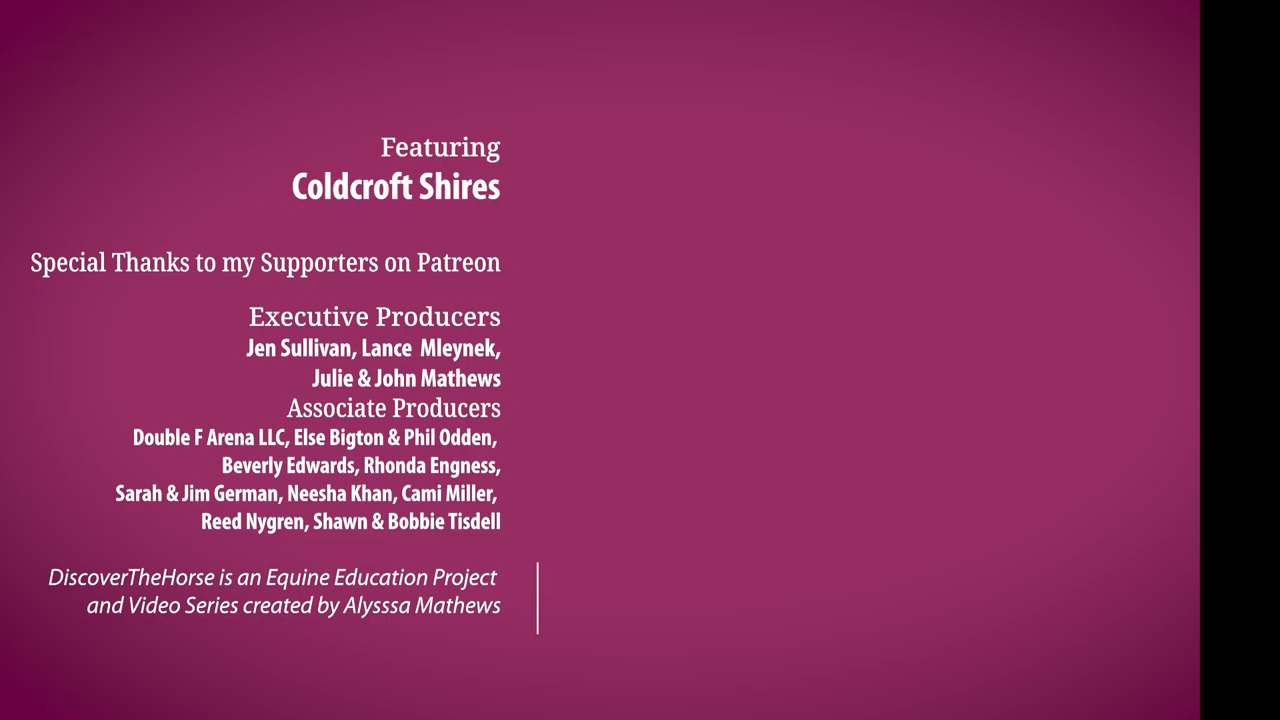 Featuring
Coldcroft Shires
Special Thanks to my Supporters on Patreon
Executive Producers
Jen Sullivan, Lance Mleynek,
Julie & John Mathews
Associate Producers
Double F Arena LLC, Else Bigton & Phil Odden,
Beverly Edwards, Rhonda Engness,
Sarah & Jim German, Neesha Khan, Cami Miller,
Reed Nygren, Shawn & Bobbie Tisdell
DiscoverTheHorse is an Equine Education Project
and Video Series created by Alysssa Mathews